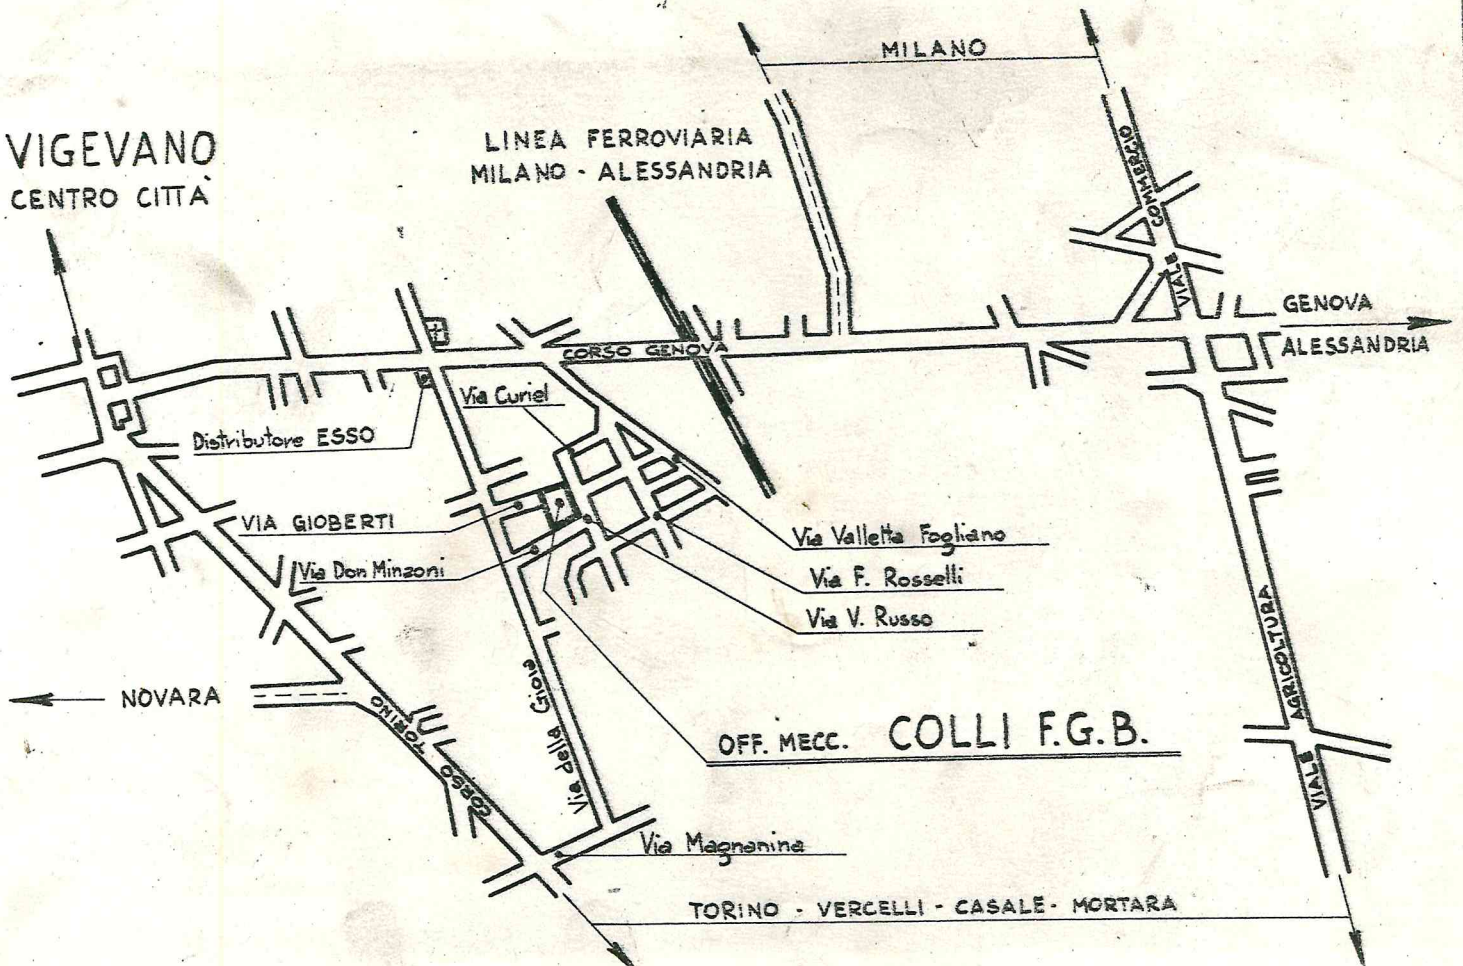 MILANO
VIGEVANO
CENTRO CITTÀ
LINEA FERROVIARIA
MILANO - ALESSANDRIA
VIALE COMMERCIO
GENOVA
ALESSANDRIA
CORSO GENOVA
Via Curiel
Distributore ESSO
VIA GIOBERTI
Via Don Minzoni
Via Valletta Fogliano
Via F. Rosselli
Via V. Russo
NOVARA
CORSO TORINO
Via della Gioia
OFF. MECC. COLLI F.G.B.
VIALE AGRICOLTURA
Via Magnanina
TORINO - VERCELLI - CASALE - MORTARA